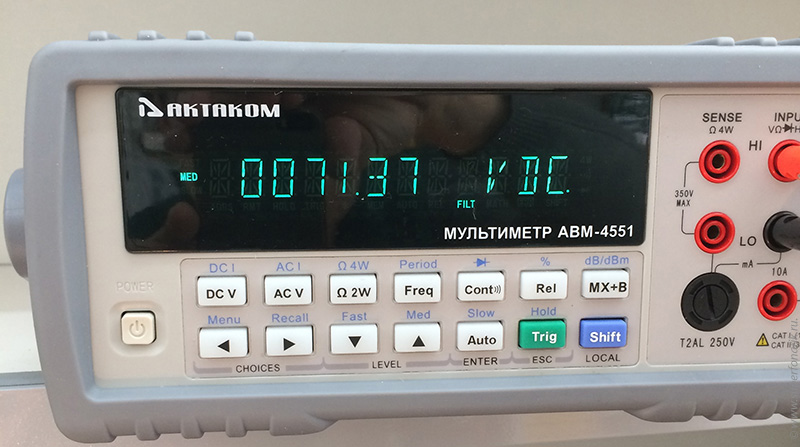 AKTAKOM
MED 0071.37 V DC
FILT
МУЛЬТИМЕТР АВМ-4551
SENSE
Ω 4W
HI
350V
MAX
LO
mA
10A
T2AL 250V
POWER
DC I AC I Ω 4W Period % dB/dBm
DC V AC V Ω 2W Freq Cont Rel MX+B
Menu Recall Fast Med Slow Hold
Auto Trig Shift
CHOICES LEVEL ENTER ESC LOCAL